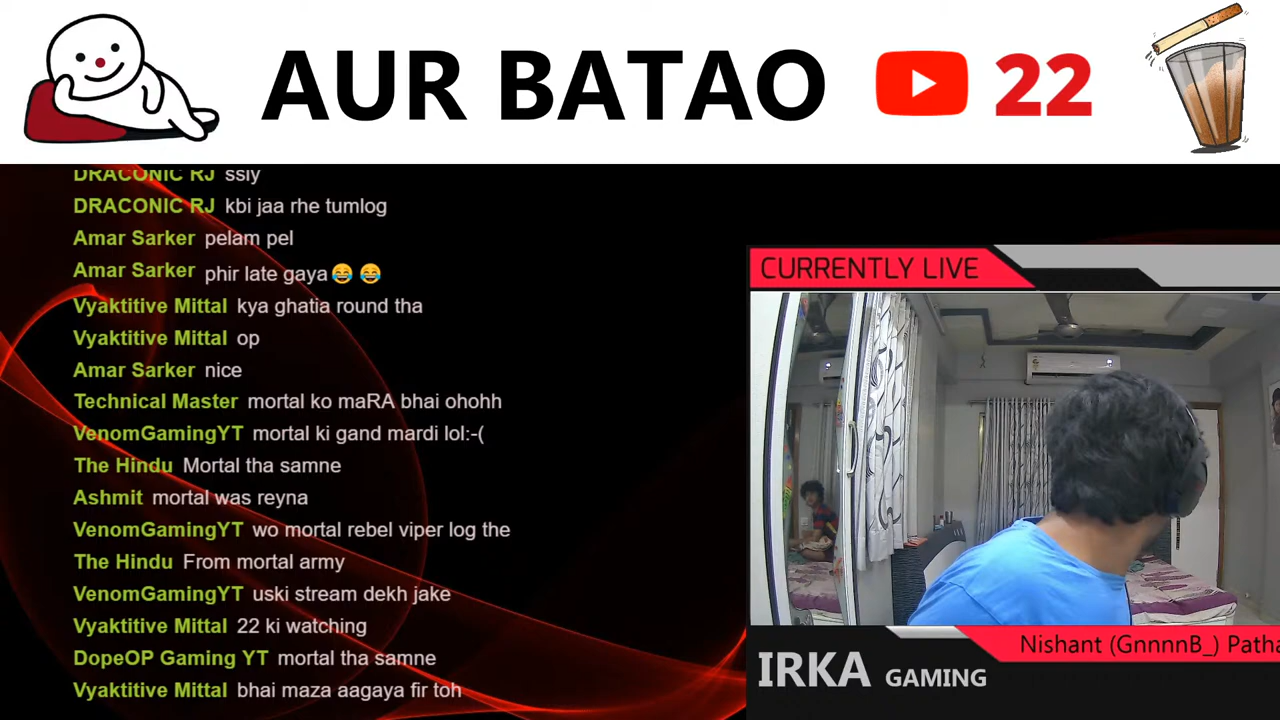 AUR BATAO 22
DRACONIC RJ ssly
DRACONIC RJ kbi jaa rhe tumlog
Amar Sarker pelam pel
Amar Sarker phir late gaya😂 😂
Vyaktitive Mittal kya ghatia round tha
Vyaktitive Mittal op
Amar Sarker nice
Technical Master mortal ko maRA bhai ohohh
VenomGamingYT mortal ki gand mardi lol:-(
The Hindu Mortal tha samne
Ashmit mortal was reyna
VenomGamingYT wo mortal rebel viper log the
The Hindu From mortal army
VenomGamingYT uski stream dekh jake
Vyaktitive Mittal 22 ki watching
DopeOP Gaming YT mortal tha samne
Vyaktitive Mittal bhai maza aagaya fir toh
CURRENTLY LIVE
Nishant (GnnnnB_) Patha
IRKA GAMING